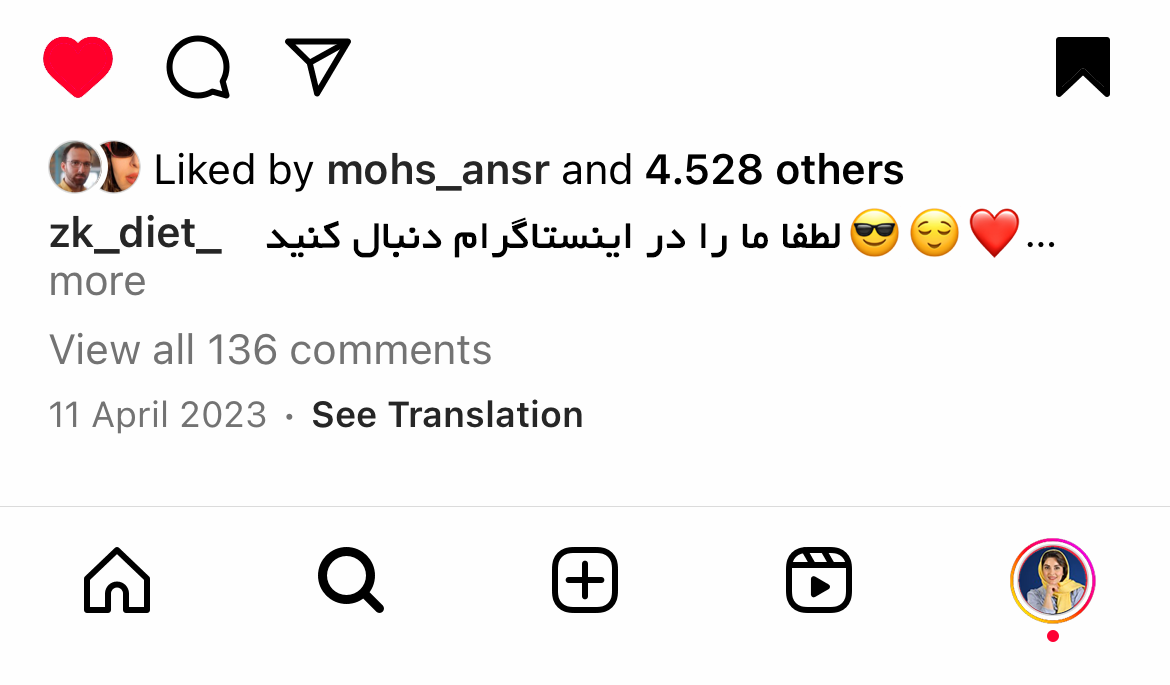 Liked by mohs_ansr and 4.528 others
zk_diet_ لطفا ما را در اینستاگرام دنبال کنید 😎😌❤️...
more
View all 136 comments
11 April 2023 · See Translation